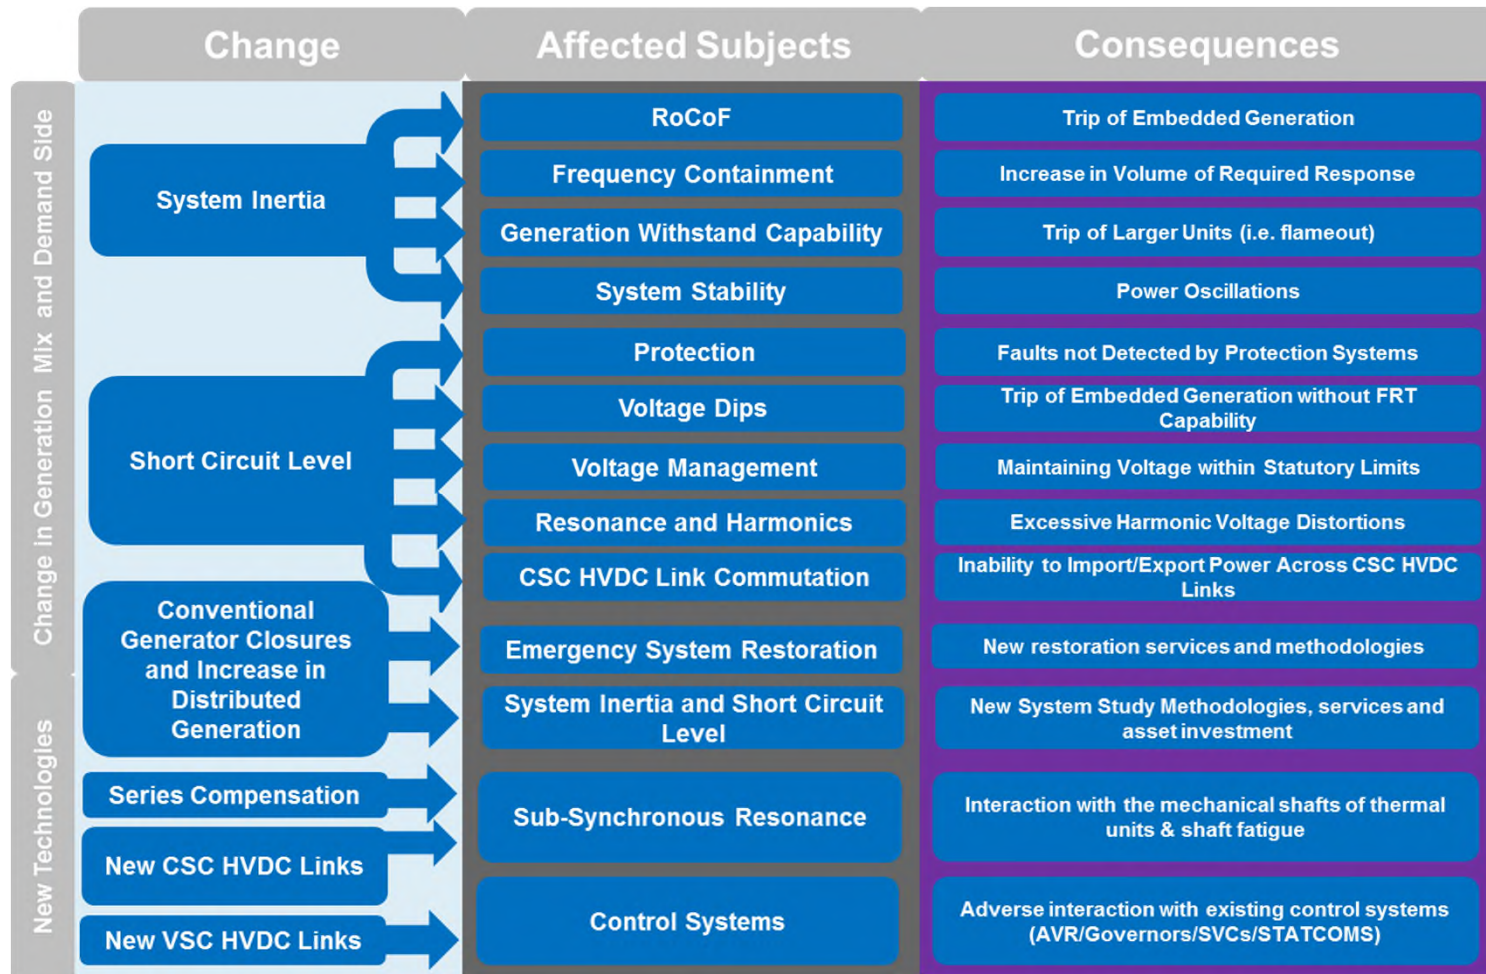 Change
Affected Subjects
Consequences
Change in Generation Mix and Demand Side
New Technologies
System Inertia
RoCoF
Trip of Embedded Generation
Frequency Containment
Increase in Volume of Required Response
Generation Withstand Capability
Trip of Larger Units (i.e. flameout)
System Stability
Power Oscillations
Short Circuit Level
Protection
Faults not Detected by Protection Systems
Voltage Dips
Trip of Embedded Generation without FRT
Capability
Voltage Management
Maintaining Voltage within Statutory Limits
Resonance and Harmonics
Excessive Harmonic Voltage Distortions
CSC HVDC Link Commutation
Inability to Import/Export Power Across CSC HVDC
Links
Conventional
Generator Closures
and Increase in
Distributed
Generation
Emergency System Restoration
New restoration services and methodologies
System Inertia and Short Circuit
Level
New System Study Methodologies, services and
asset investment
Series Compensation
New CSC HVDC Links
Sub-Synchronous Resonance
Interaction with the mechanical shafts of thermal
units & shaft fatigue
New VSC HVDC Links
Control Systems
Adverse interaction with existing control systems
(AVR/Governors/SVCs/STATCOMS)